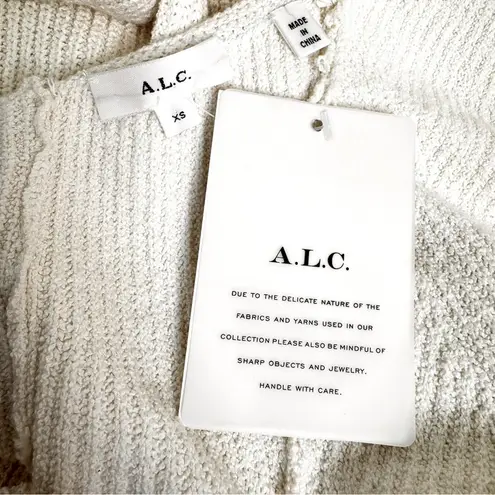 MADE IN
CHINA
A.L.C.
XS
A.L.C.
DUE TO THE DELICATE NATURE OF THE
FABRICS AND YARNS USED IN OUR
COLLECTION PLEASE ALSO BE MINDFUL OF
SHARP OBJECTS AND JEWELRY.
HANDLE WITH CARE.